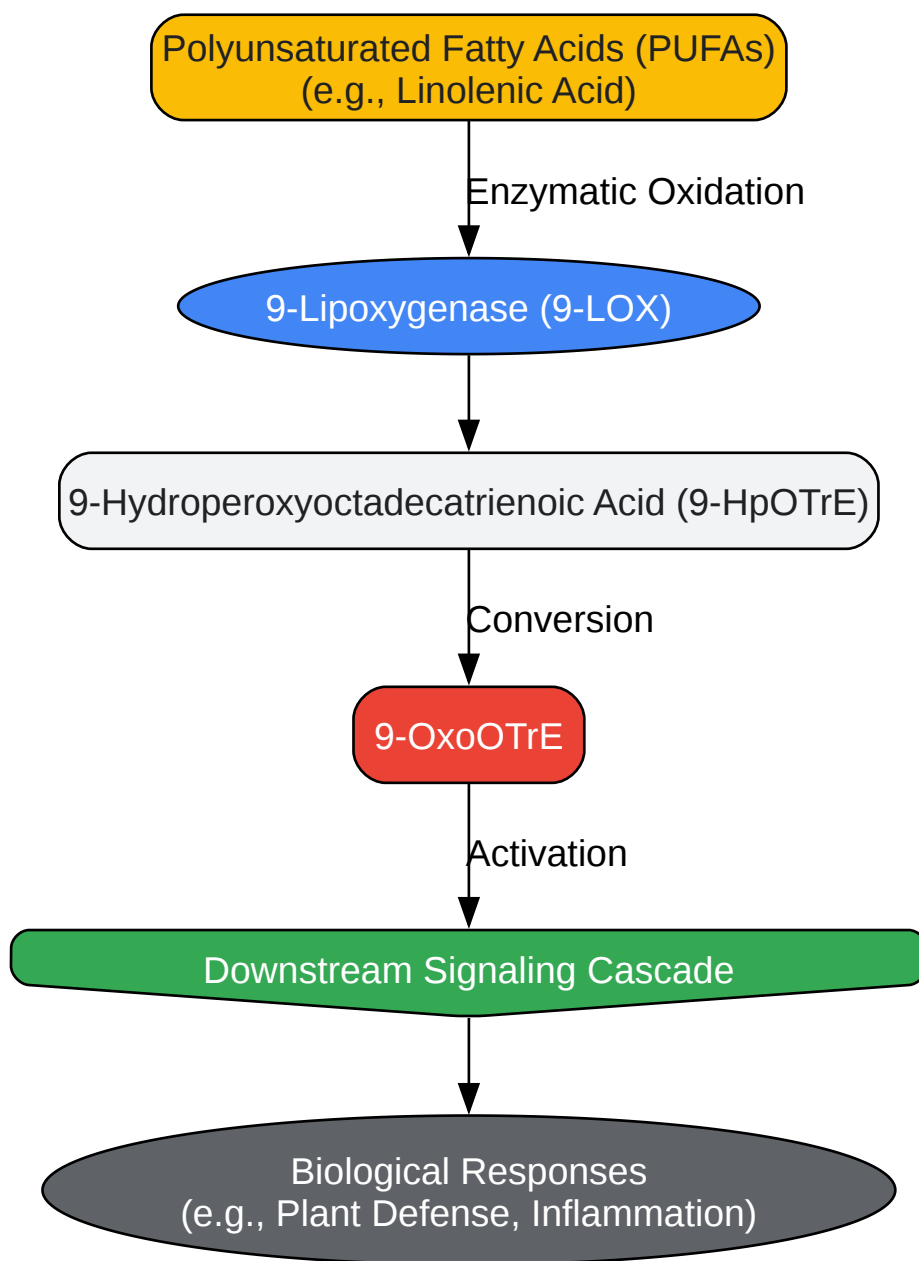 Polyunsaturated Fatty Acids (PUFAs)
(e.g., Linolenic Acid)
Enzymatic Oxidation
9-Lipoxygenase (9-LOX)
9-Hydroperoxyoctadecatrienoic Acid (9-HpOTrE)
Conversion
9-OxoOTrE
Activation
Downstream Signaling Cascade
Biological Responses
(e.g., Plant Defense, Inflammation)